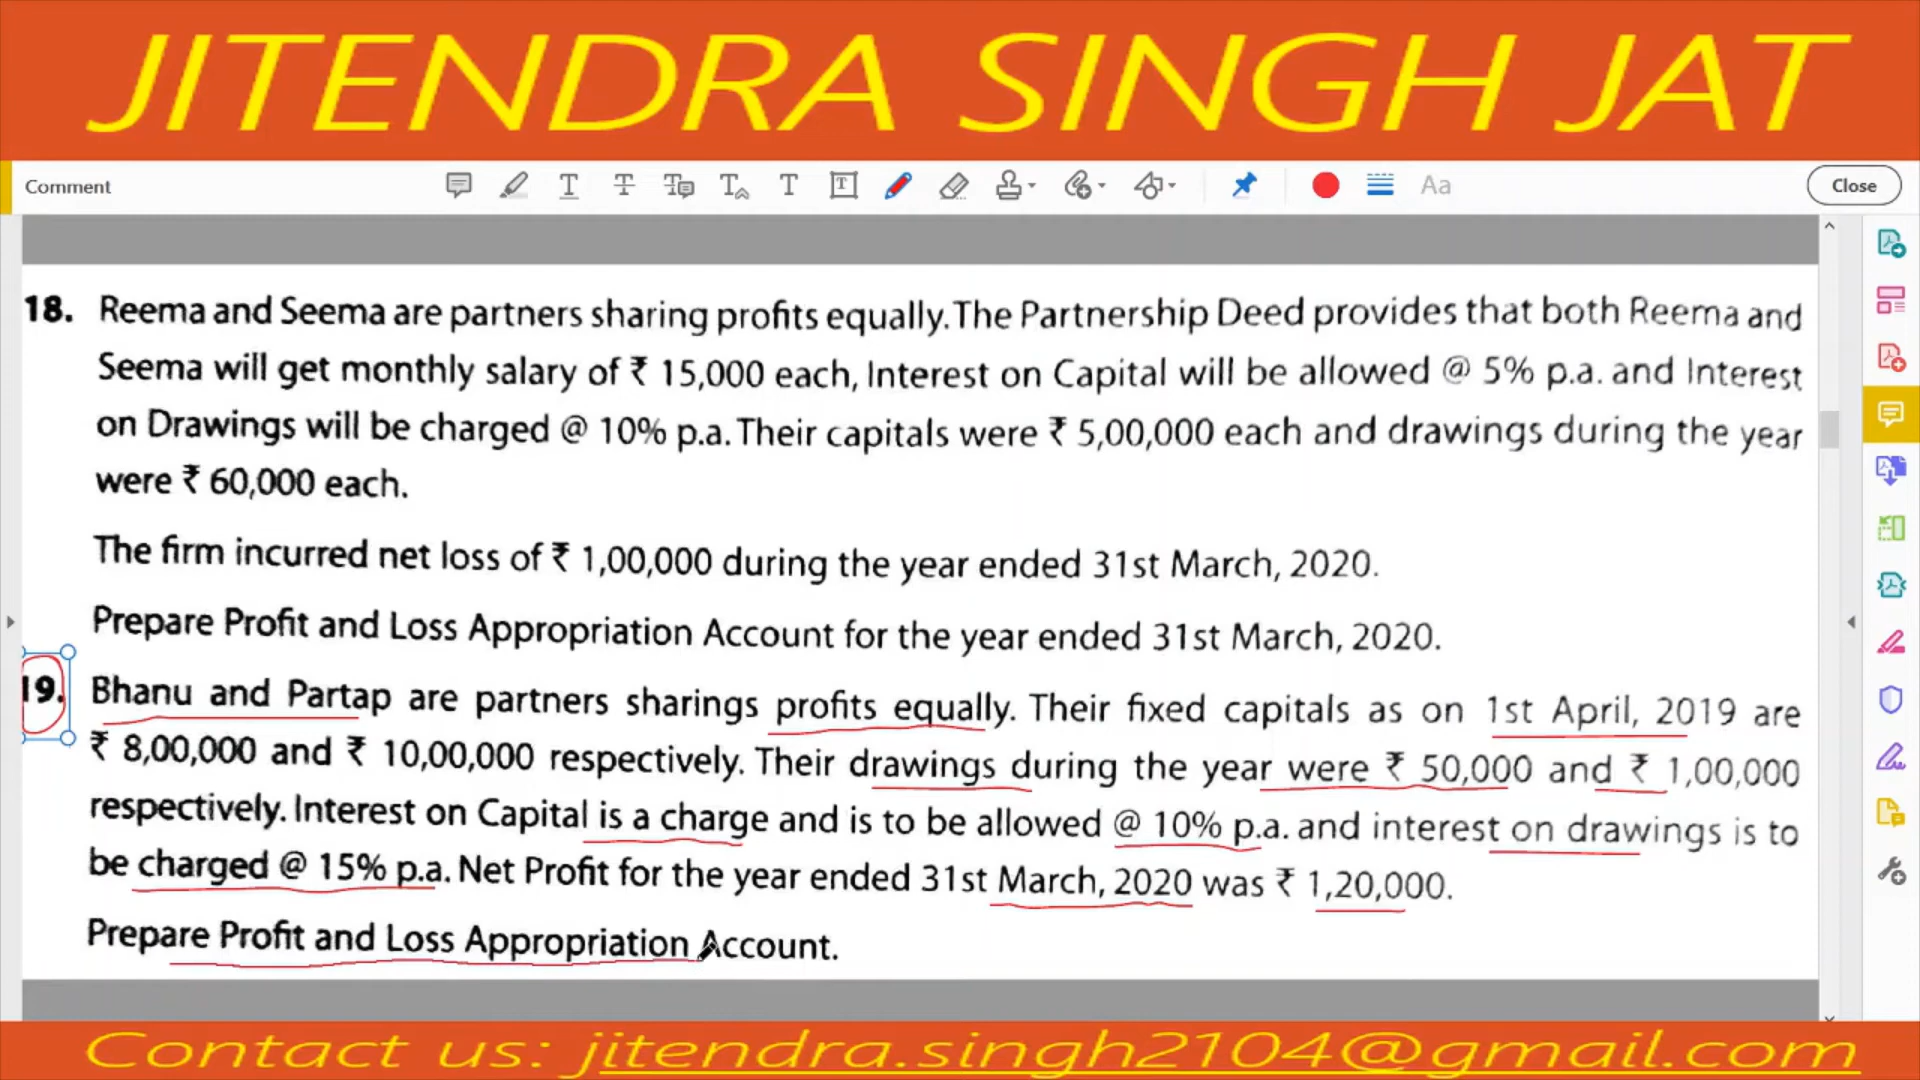 JITENDRA SINGH JAT
Comment
Aa
Close
18. Reema and Seema are partners sharing profits equally. The Partnership Deed provides that both Reema and
Seema will get monthly salary of ₹ 15,000 each, Interest on Capital will be allowed @ 5% p.a. and Interest
on Drawings will be charged @ 10% p.a. Their capitals were ₹ 5,00,000 each and drawings during the year
were ₹ 60,000 each.
The firm incurred net loss of ₹ 1,00,000 during the year ended 31st March, 2020.
Prepare Profit and Loss Appropriation Account for the year ended 31st March, 2020.
19. Bhanu and Partap are partners sharings profits equally. Their fixed capitals as on 1st April, 2019 are
₹ 8,00,000 and ₹ 10,00,000 respectively. Their drawings during the year were ₹ 50,000 and ₹ 1,00,000
respectively. Interest on Capital is a charge and is to be allowed @ 10% p.a. and interest on drawings is to
be charged @ 15% p.a. Net Profit for the year ended 31st March, 2020 was ₹ 1,20,000.
Prepare Profit and Loss Appropriation Account.
Contact us: jitendra.singh2104@gmail.com